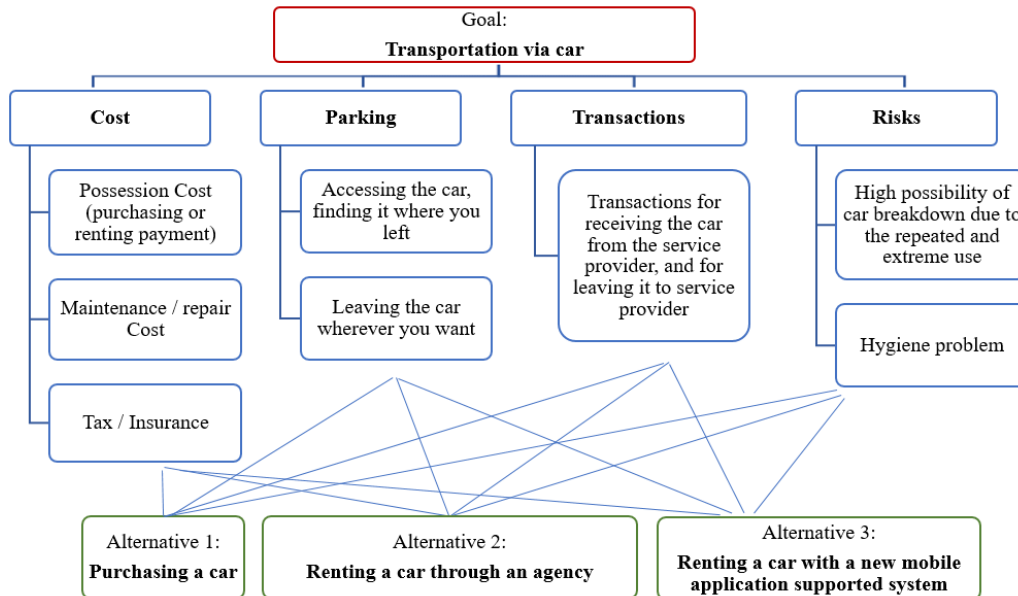 Goal:
Transportation via car
Cost
Parking
Transactions
Risks
Possession Cost
(purchasing or
renting payment)
Maintenance / repair
Cost
Tax / Insurance
Accessing the car,
finding it where you
left
Leaving the car
wherever you want
Transactions for
receiving the car
from the service
provider, and for
leaving it to service
provider
High possibility of
car breakdown due to
the repeated and
extreme use
Hygiene problem
Alternative 1:
Purchasing a car
Alternative 2:
Renting a car through an agency
Alternative 3:
Renting a car with a new mobile
application supported system